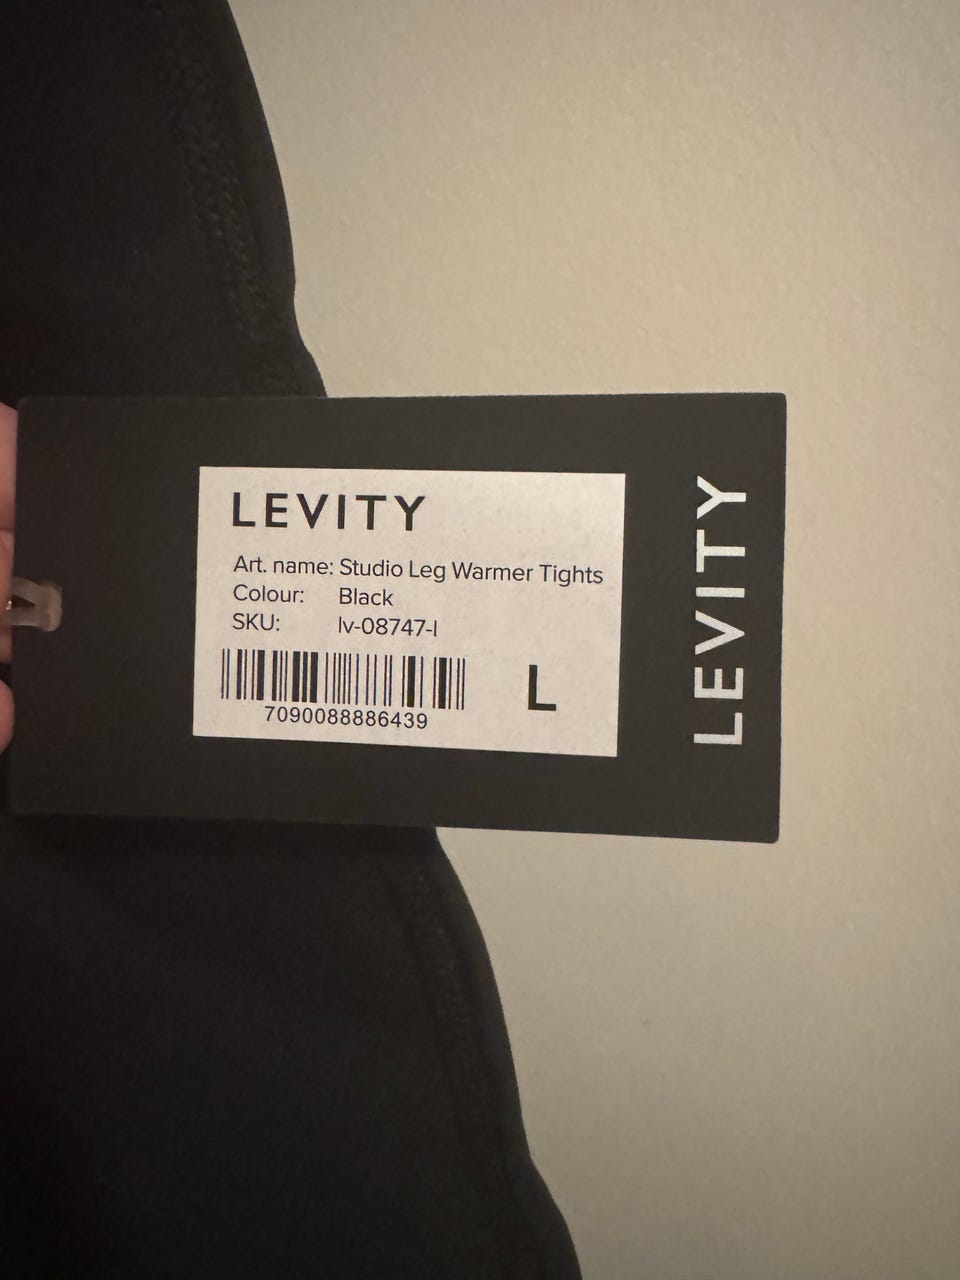 LEVITY
Art. name: Studio Leg Warmer Tights
Colour: Black
SKU: lv-08747-l
7090088886439
L
LEVITY